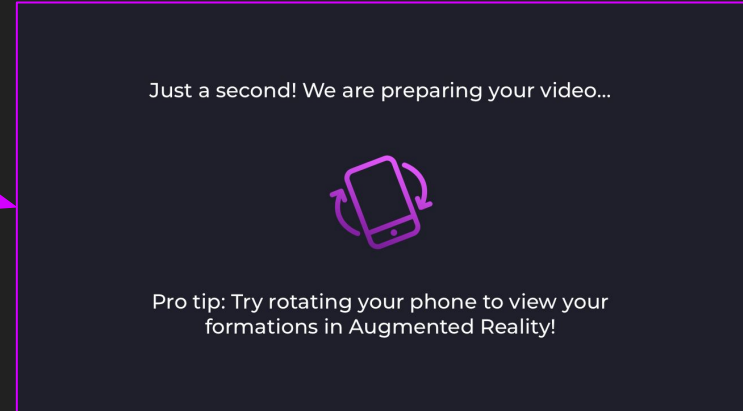 Just a second! We are preparing your video...
Pro tip: Try rotating your phone to view your
formations in Augmented Reality!